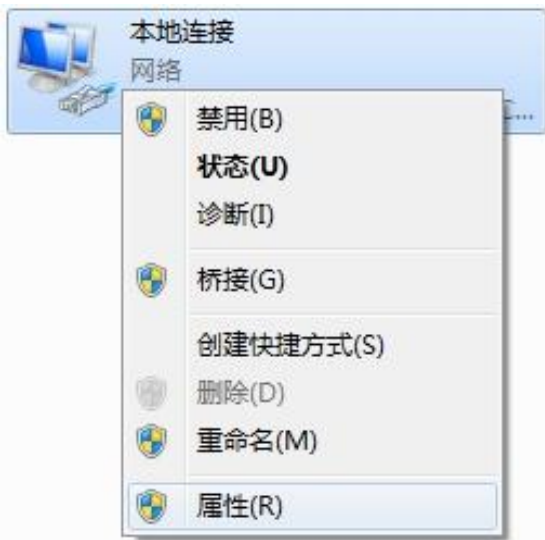 本地连接
网络
禁用(B)
状态(U)
诊断(I)
桥接(G)
创建快捷方式(S)
删除(D)
重命名(M)
属性(R)